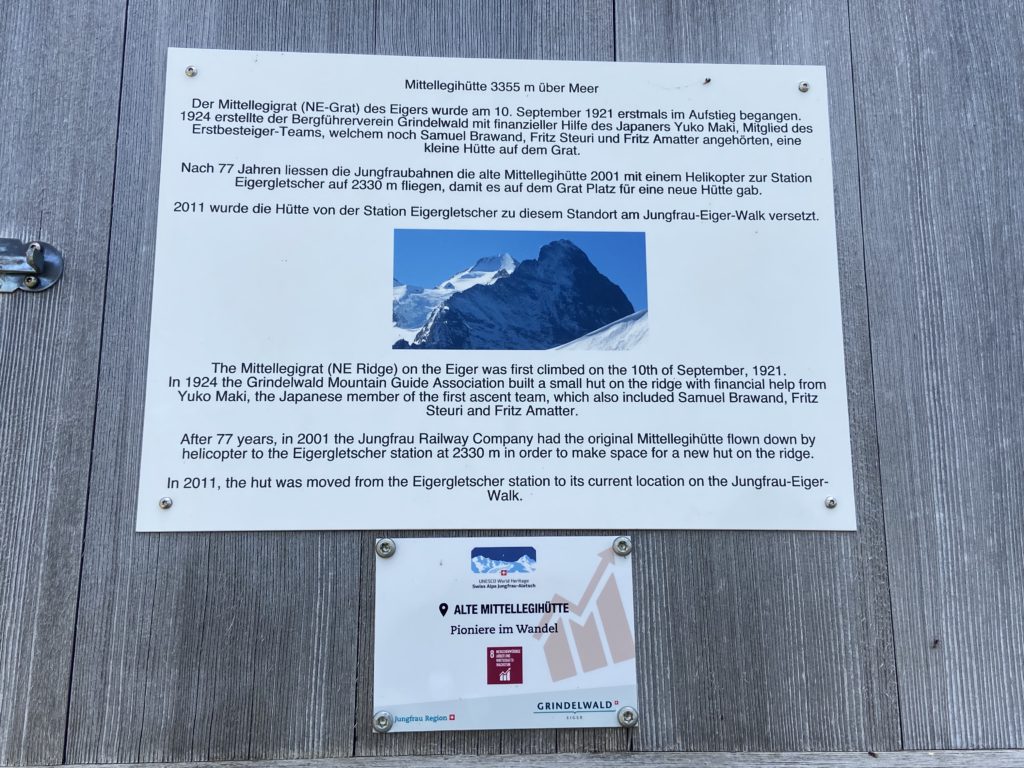 Mittellegihütte 3355 m über Meer
Der Mittellegigrat (NE-Grat) des Eigers wurde am 10. September 1921 erstmals im Aufstieg begangen.
1924 erstellte der Bergführerverein Grindelwald mit finanzieller Hilfe des Japaners Yuko Maki, Mitglied des
Erstbesteiger-Teams, welchem noch Samuel Brawand, Fritz Steuri und Fritz Amatter angehörten, eine
kleine Hütte auf dem Grat.
Nach 77 Jahren liessen die Jungfraubahnen die alte Mittellegihütte 2001 mit einem Helikopter zur Station
Eigergletscher auf 2330 m fliegen, damit es auf dem Grat Platz für eine neue Hütte gab.
2011 wurde die Hütte von der Station Eigergletscher zu diesem Standort am Jungfrau-Eiger-Walk versetzt.
The Mittellegigrat (NE Ridge) on the Eiger was first climbed on the 10th of September, 1921.
In 1924 the Grindelwald Mountain Guide Association built a small hut on the ridge with financial help from
Yuko Maki, the Japanese member of the first ascent team, which also included Samuel Brawand, Fritz
Steuri and Fritz Amatter.
After 77 years, in 2001 the Jungfrau Railway Company had the original Mittellegihütte flown down by
helicopter to the Eigergletscher station at 2330 m in order to make space for a new hut on the ridge.
In 2011, the hut was moved from the Eigergletscher station to its current location on the Jungfrau-Eiger-
Walk.
UNESCO World Heritage
Swiss Alps Jungfrau-Aletsch
ALTE MITTELLEGIHÜTTE
Pioniere im Wandel
8 MENSCHENWÜRDIGE
ARBEIT UND
WIRTSCHAFTS-
WACHSTUM
Jungfrau Region
GRINDELWALD
EIGER